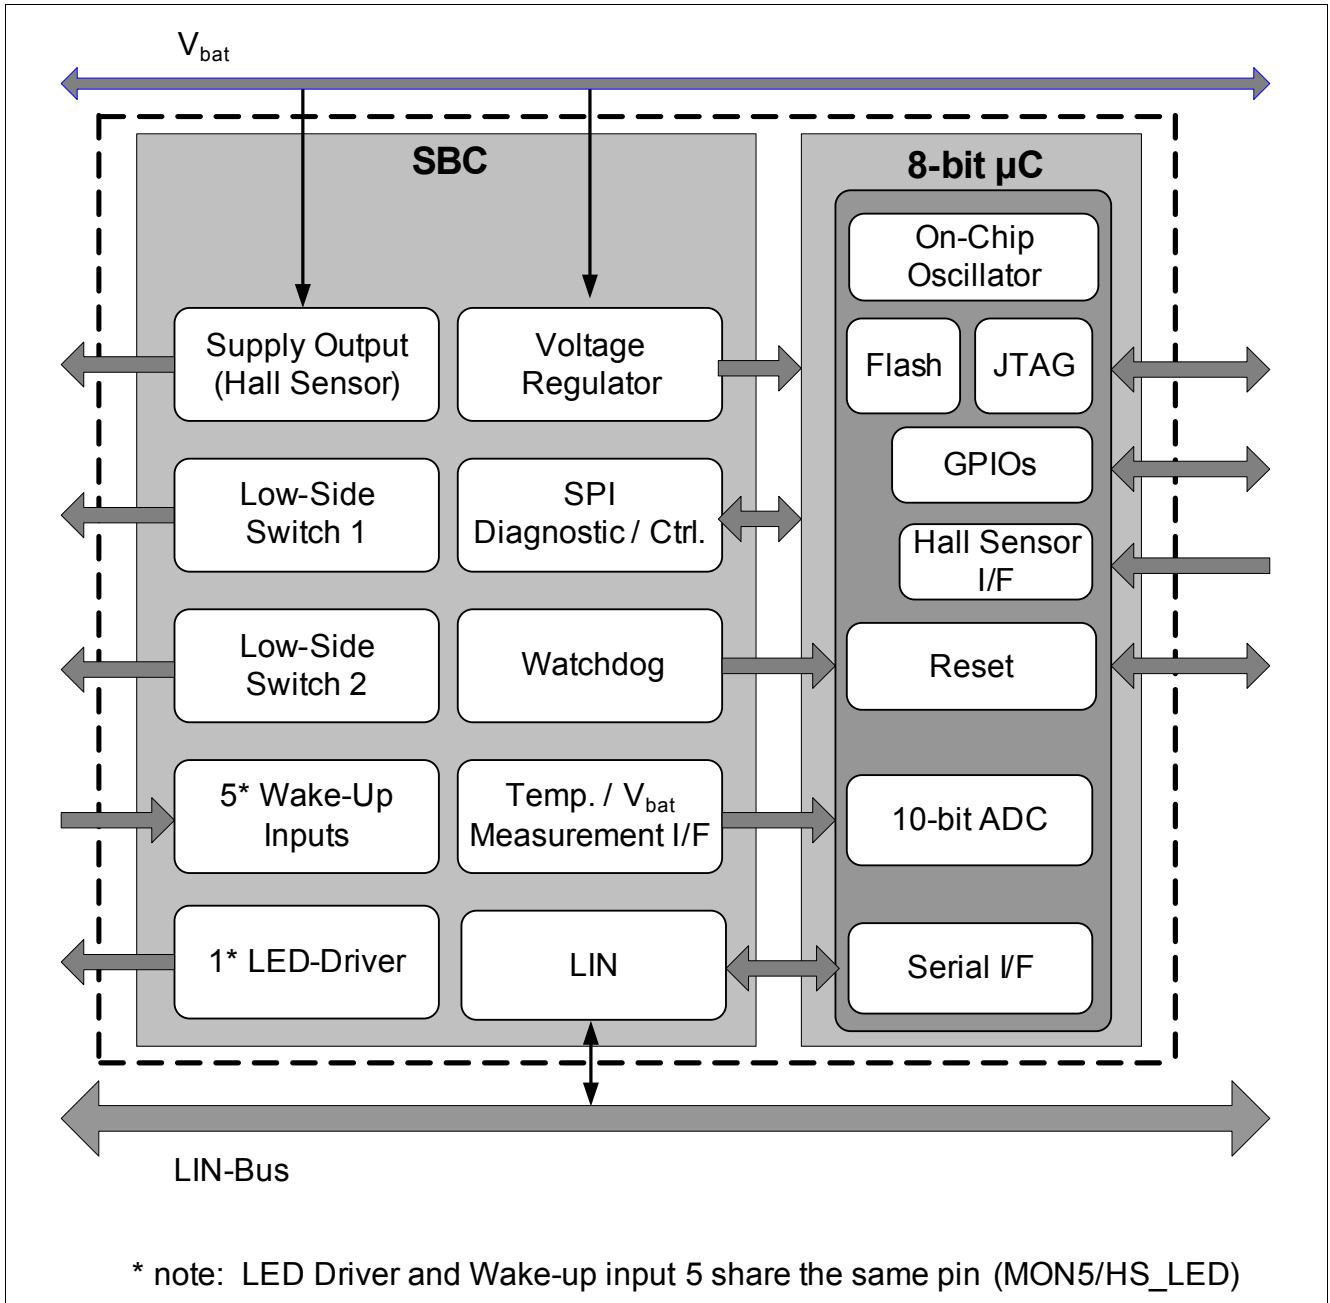 Vbat
SBC
8-bit µC
On-Chip
Oscillator
Supply Output
(Hall Sensor)
Voltage
Regulator
Flash
JTAG
GPIOs
Low-Side
Switch 1
SPI
Diagnostic / Ctrl.
Hall Sensor
I/F
Low-Side
Switch 2
Watchdog
Reset
5* Wake-Up
Inputs
Temp. / Vbat
Measurement I/F
10-bit ADC
1* LED-Driver
LIN
Serial I/F
LIN-Bus
* note: LED Driver and Wake-up input 5 share the same pin (MON5/HS_LED)